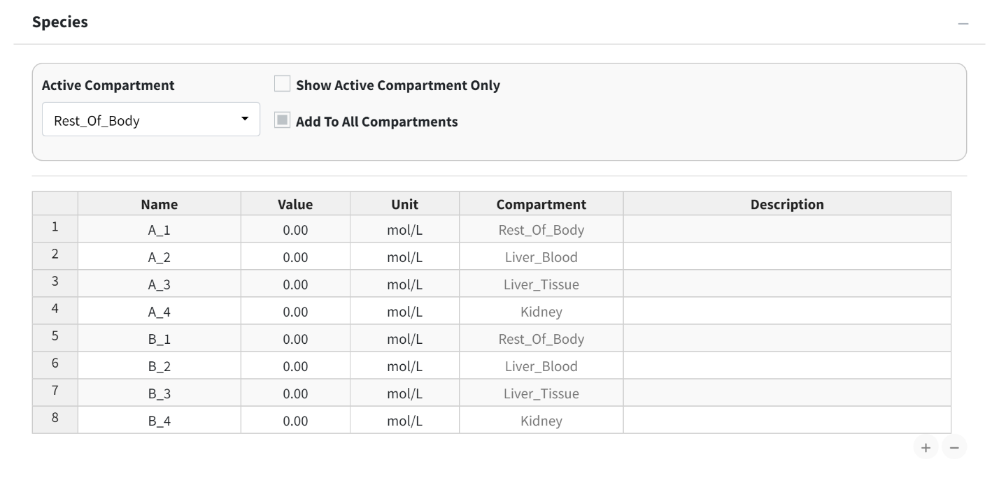 Species
Active Compartment
Show Active Compartment Only
Rest_Of_Body
Add To All Compartments
Name Value Unit Compartment Description
1 A_1 0.00 mol/L Rest_Of_Body
2 A_2 0.00 mol/L Liver_Blood
3 A_3 0.00 mol/L Liver_Tissue
4 A_4 0.00 mol/L Kidney
5 B_1 0.00 mol/L Rest_Of_Body
6 B_2 0.00 mol/L Liver_Blood
7 B_3 0.00 mol/L Liver_Tissue
8 B_4 0.00 mol/L Kidney
+ −